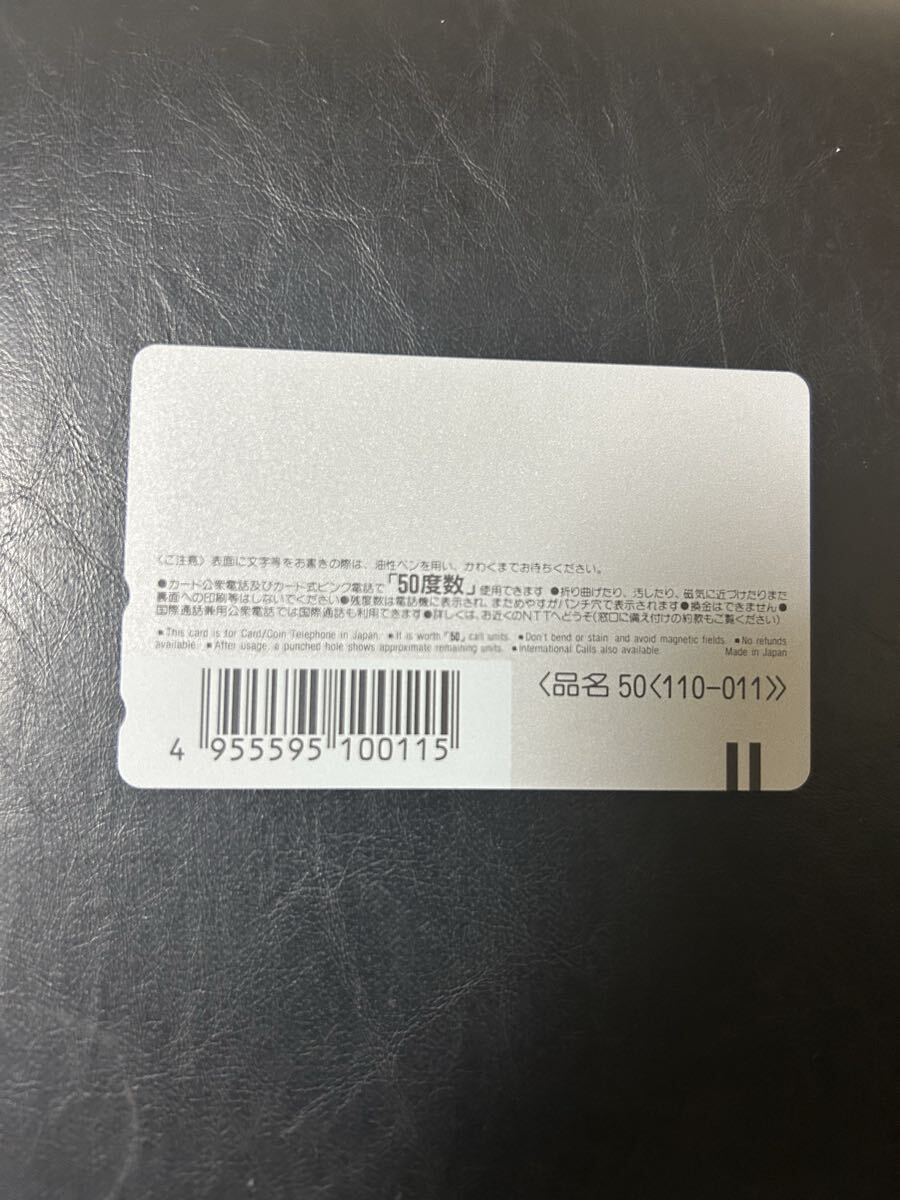 〈ご注意〉表面に文字等をお書きの際は、油性ペンを用い、かわくまでお待ちください。
●カード公衆電話及びカード式ピンク電話で「50度数」使用できます ●折り曲げたり、汚したり、磁気に近づけたりまた
裏面への印刷等はしないでください●残度数は電話機に表示され、まためやすがパンチ穴で表示されます●換金はできません●
国際通話兼用公衆電話では国際通話も利用できます●詳しくは、お近くのNTTへどうぞ(窓口に備え付けの約款もご覧ください)
■This card is for Card/Coin Telephone in Japan. ■It is worth「50」call units. ■Don't bend or stain and avoid magnetic fields. ■No refunds
available. ■After usage, a punched hole shows approximate remaining units. ■International Calls also available. Made in Japan
〈品名 50〈110-011〉〉
4 955595 100115